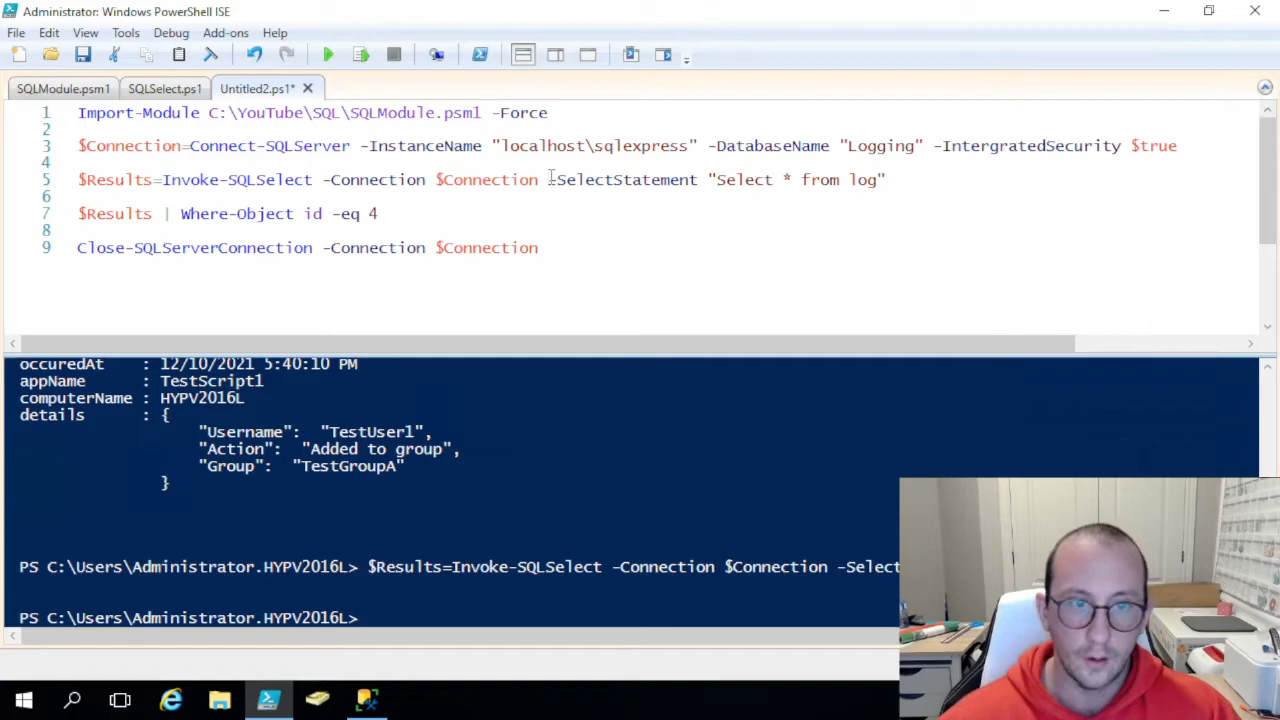 Administrator: Windows PowerShell ISE
File Edit View Tools Debug Add-ons Help
SQLModule.psm1 SQLSelect.ps1 Untitled2.ps1*
1 Import-Module C:\YouTube\SQL\SQLModule.psm1 -Force
2
3 $Connection=Connect-SQLServer -InstanceName "localhost\sqlexpress" -DatabaseName "Logging" -IntergratedSecurity $true
4
5 $Results=Invoke-SQLSelect -Connection $Connection -SelectStatement "Select * from log"
6
7 $Results | Where-Object id -eq 4
8
9 Close-SQLServerConnection -Connection $Connection
occuredAt : 12/10/2021 5:40:10 PM
appName : TestScript1
computerName : HYPV2016L
details : {
"Username": "TestUser1",
"Action": "Added to group",
"Group": "TestGroupA"
}
PS C:\Users\Administrator.HYPV2016L> $Results=Invoke-SQLSelect -Connection $Connection -Select
PS C:\Users\Administrator.HYPV2016L>